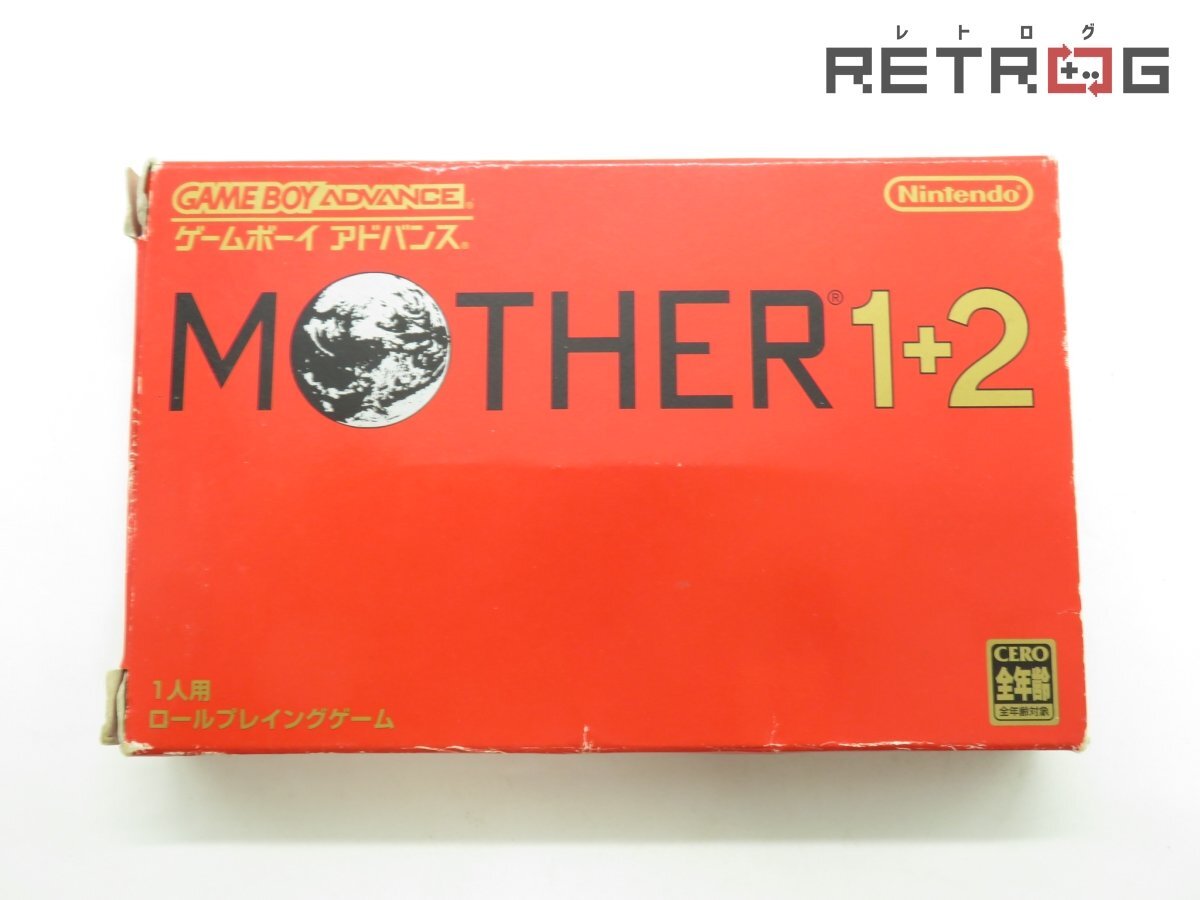 レトログ
RETROG
GAME BOY ADVANCE®
Nintendo®
ゲームボーイ アドバンス®
MOTHER® 1+2
1人用
ロールプレイングゲーム
CERO
全年齢
全年齢対象